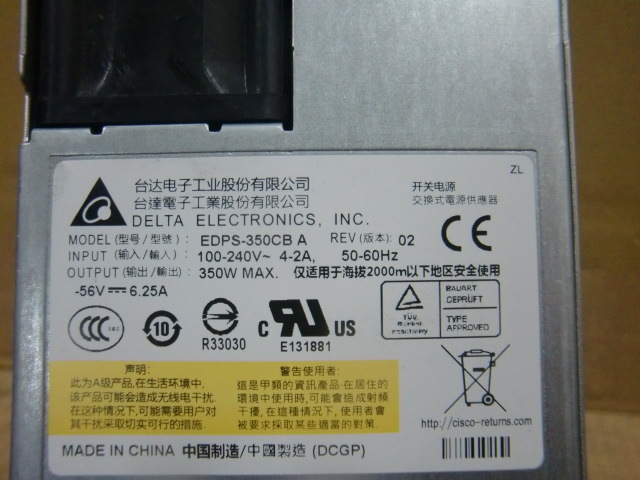 ZL
台达电子工业股份有限公司
台達電子工業股份有限公司
DELTA ELECTRONICS, INC.
开关电源
交換式電源供應器
CE
MODEL (型号/型號): EDPS-350CB A REV (版本): 02
INPUT (输入/輸入): 100-240V~ 4-2A, 50-60Hz
OUTPUT (输出/輸出): 350W MAX. 仅适用于海拔2000m以下地区安全使用
-56V⎓6.25A
CCC
10
R33030
c RU US
E131881
TÜV
BAUART
GEPRÜFT
TYPE
APPROVED
声明:
此为A级产品,在生活环境中,
该产品可能会造成无线电干扰.
在这种情况下,可能需要用户对
其干扰采取切实可行的措施.
警告使用者:
這是甲類的資訊產品·在居住的
環境中使用時,可能會造成射頻
干擾,在這種情況下,使用者會
被要求採取某些適當的對策.
http://cisco-returns.com
MADE IN CHINA 中国制造/中國製造 (DCGP)